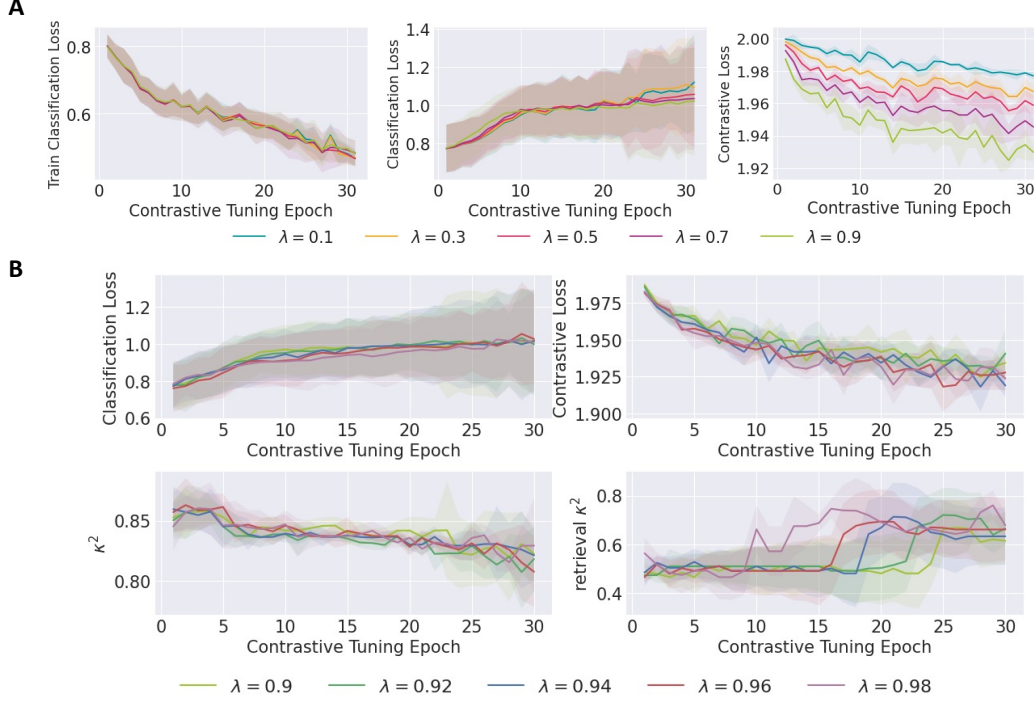 A
Train Classification Loss
0.8
0.6
0 10 20 30
Contrastive Tuning Epoch
Classification Loss
1.4
1.2
1.0
0.8
0 10 20 30
Contrastive Tuning Epoch
Contrastive Loss
2.00
1.98
1.96
1.94
1.92
0 10 20 30
Contrastive Tuning Epoch
λ = 0.1 λ = 0.3 λ = 0.5 λ = 0.7 λ = 0.9
B
Classification Loss
1.2
1.0
0.8
0.6
0 5 10 15 20 25 30
Contrastive Tuning Epoch
Contrastive Loss
1.975
1.950
1.925
1.900
0 5 10 15 20 25 30
Contrastive Tuning Epoch
κ²
0.85
0.80
0 5 10 15 20 25 30
Contrastive Tuning Epoch
retrieval κ²
0.8
0.6
0.4
0 5 10 15 20 25 30
Contrastive Tuning Epoch
λ = 0.9 λ = 0.92 λ = 0.94 λ = 0.96 λ = 0.98